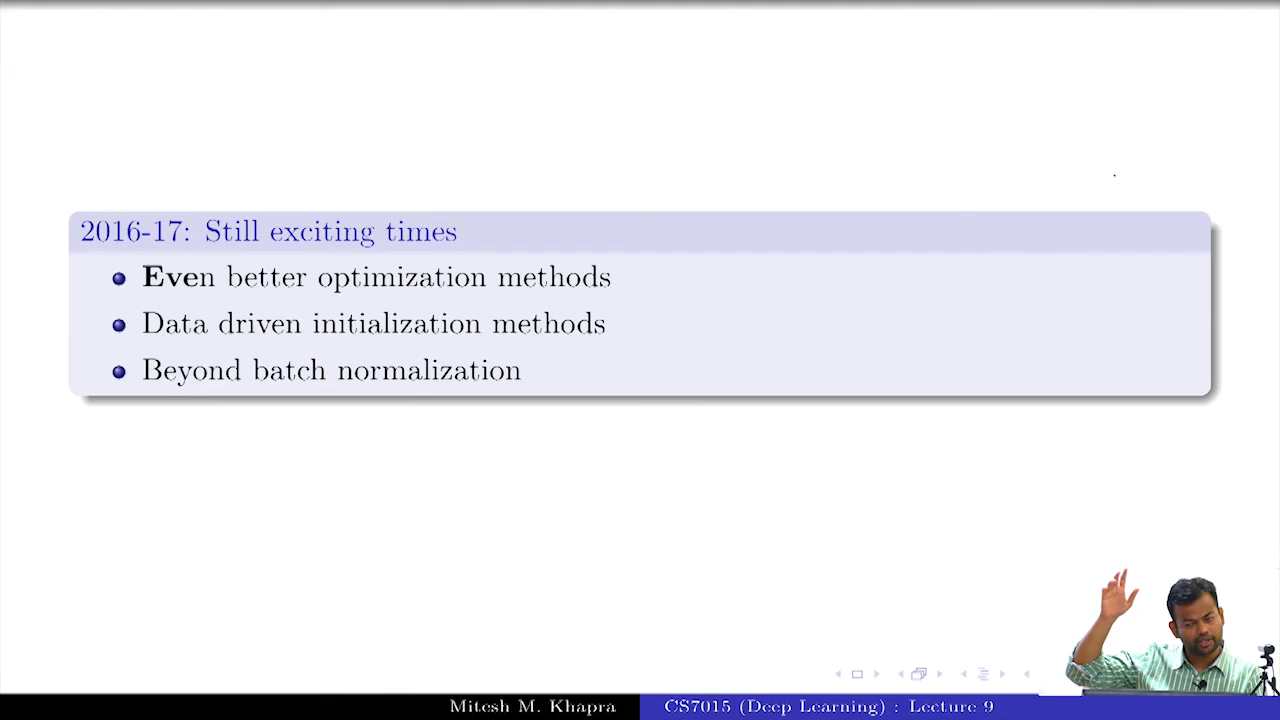 2016-17: Still exciting times
Even better optimization methods
Data driven initialization methods
Beyond batch normalization
Mitesh M. Khapra
CS7015 (Deep Learning) : Lecture 9